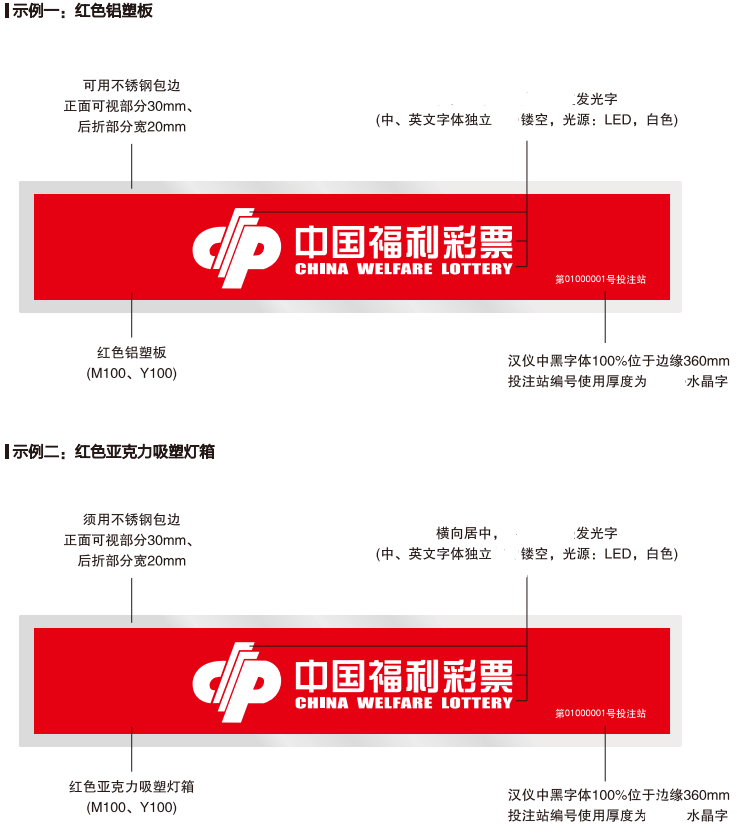 示例一：红色铝塑板
可用不锈钢包边
正面可视部分30mm、
后折部分宽20mm
发光字
(中、英文字体独立 镂空，光源：LED，白色)
中国福利彩票
CHINA WELFARE LOTTERY
第01000001号投注站
红色铝塑板
(M100、Y100)
汉仪中黑字体100%位于边缘360mm
投注站编号使用厚度为 水晶字
示例二：红色亚克力吸塑灯箱
须用不锈钢包边
正面可视部分30mm、
后折部分宽20mm
横向居中， 发光字
(中、英文字体独立 镂空，光源：LED，白色)
中国福利彩票
CHINA WELFARE LOTTERY
第01000001号投注站
红色亚克力吸塑灯箱
(M100、Y100)
汉仪中黑字体100%位于边缘360mm
投注站编号使用厚度为 水晶字